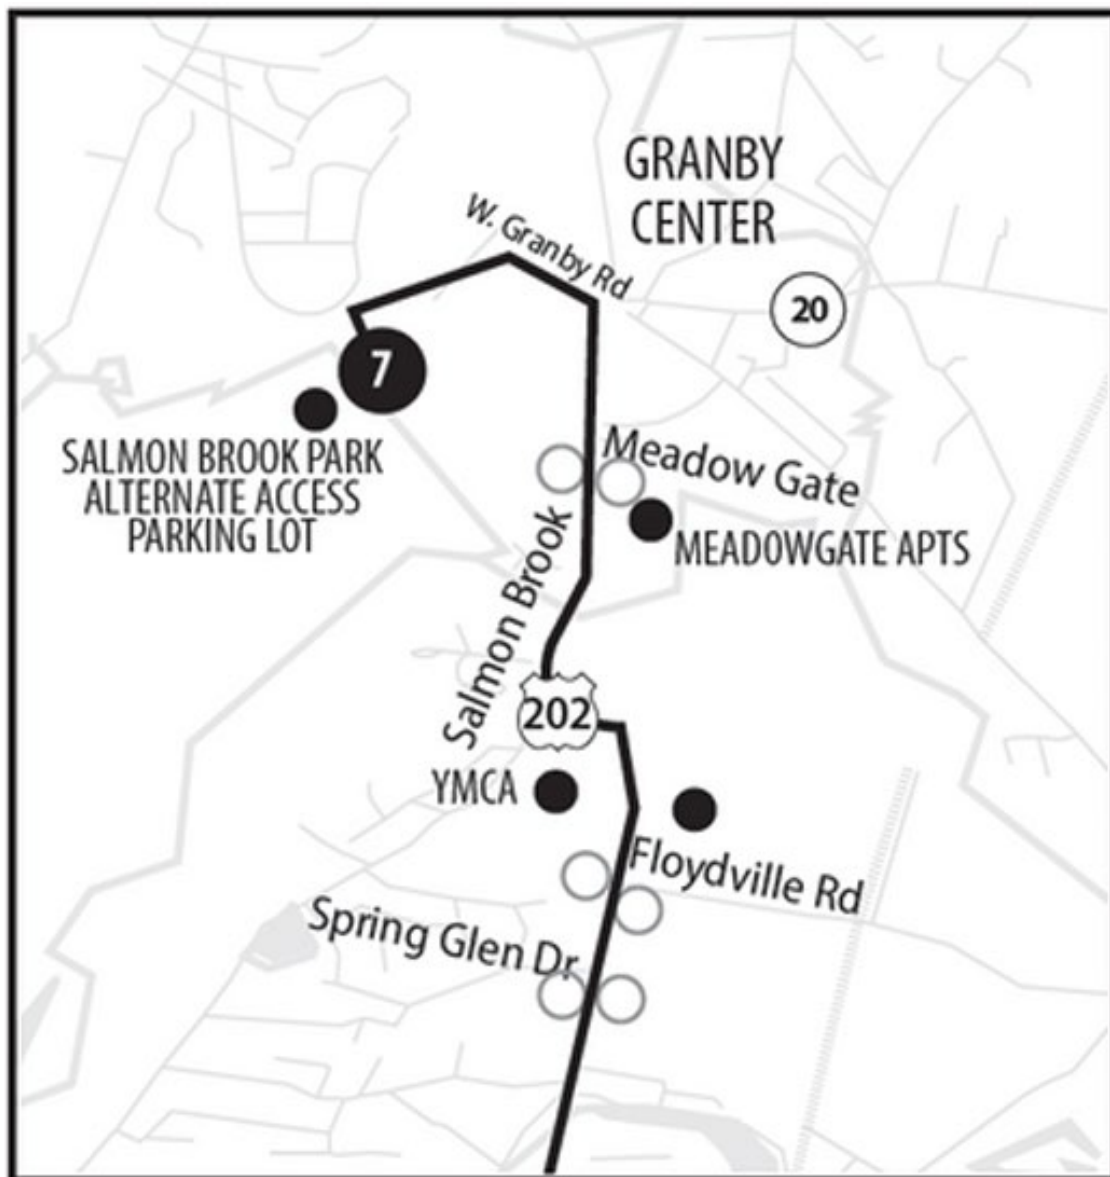 GRANBY
CENTER
W. Granby Rd
20
7
SALMON BROOK PARK
ALTERNATE ACCESS
PARKING LOT
Meadow Gate
MEADOWGATE APTS
Salmon Brook
202
YMCA
Floydville Rd
Spring Glen Dr